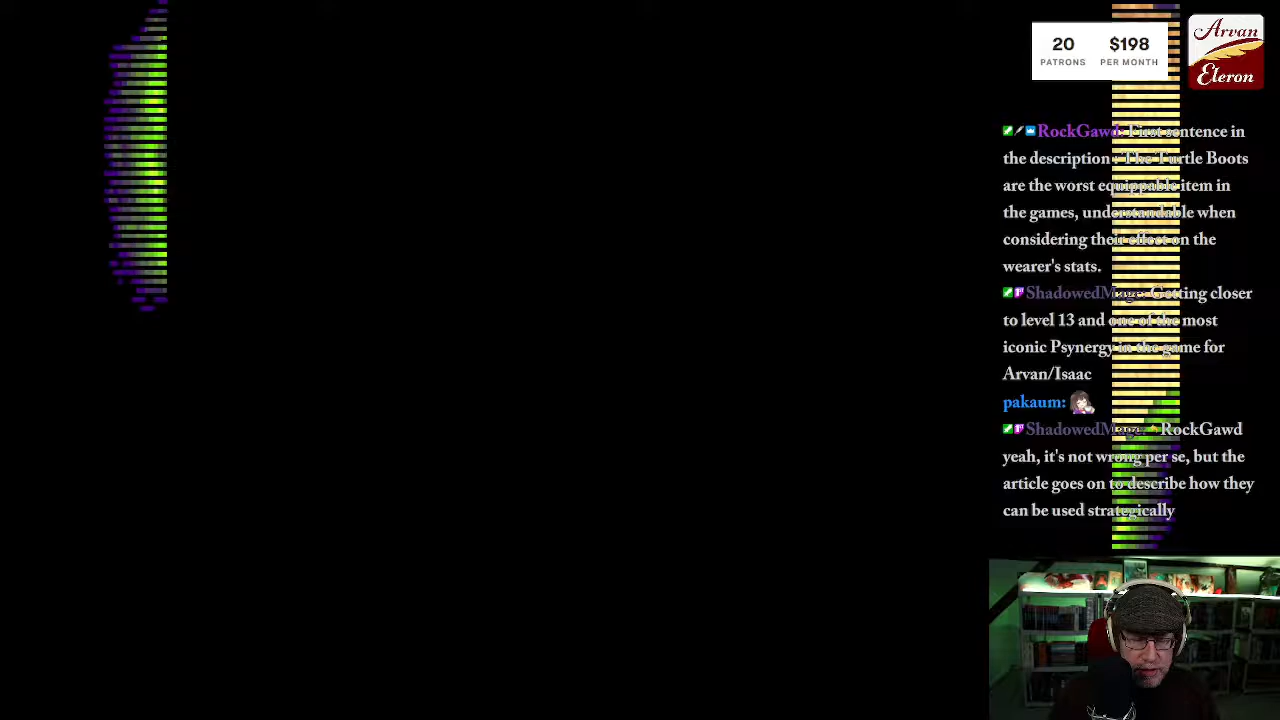 20 $198
PATRONS PER MONTH
Arvan
Eleron
RockGawd: First sentence in
the description : The Turtle Boots
are the worst equippable item in
the games, understandable when
considering their effect on the
wearer's stats.
ShadowedMage: Getting closer
to level 13 and one of the most
iconic Psynergy in the game for
Arvan/Isaac
pakaum:
ShadowedMage: RockGawd
yeah, it's not wrong per se, but the
article goes on to describe how they
can be used strategically